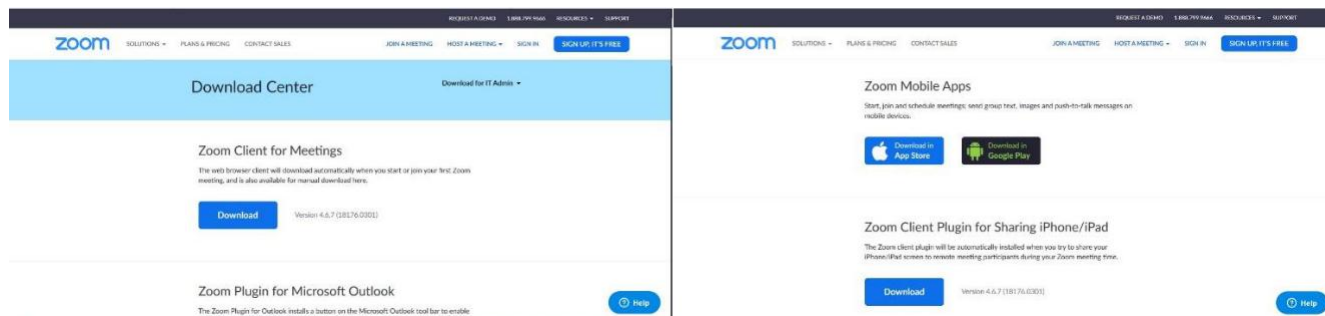 REQUEST A DEMO 1.888.799.9666 RESOURCES SUPPORT
zoom SOLUTIONS PLANS & PRICING CONTACT SALES JOIN A MEETING HOST A MEETING SIGN IN SIGN UP, IT'S FREE
Download Center Download for IT Admin
Zoom Client for Meetings
The web browser client will download automatically when you start or join your first Zoom
meeting, and is also available for manual download here.
Download Version 4.6.7 (18176.0301)
Zoom Plugin for Microsoft Outlook
The Zoom Plugin for Outlook installs a button on the Microsoft Outlook tool bar to enable
Help
REQUEST A DEMO 1.888.799.9666 RESOURCES SUPPORT
zoom SOLUTIONS PLANS & PRICING CONTACT SALES JOIN A MEETING HOST A MEETING SIGN IN SIGN UP, IT'S FREE
Zoom Mobile Apps
Start, join and schedule meetings; send group text, images and push-to-talk messages on
mobile devices.
Download in
App Store
Download in
Google Play
Zoom Client Plugin for Sharing iPhone/iPad
The Zoom client plugin will be automatically installed when you try to share your
iPhone/iPad screen to remote meeting participants during your Zoom meeting time.
Download Version 4.6.7 (18176.0301)
Help